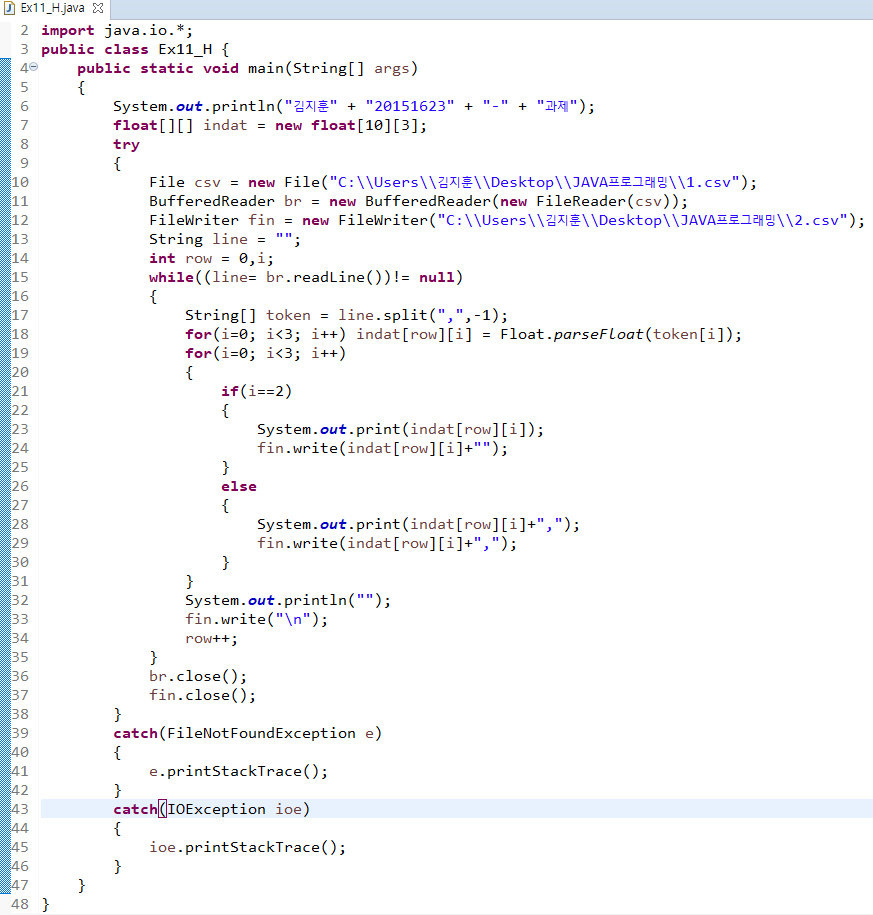 Ex11_H.java
2 import java.io.*;
3 public class Ex11_H {
4     public static void main(String[] args)
5     {
6         System.out.println("김지훈" + "20151623" + "-" + "과제");
7         float[][] indat = new float[10][3];
8         try
9         {
10             File csv = new File("C:\\Users\\김지훈\\Desktop\\JAVA프로그래밍\\1.csv");
11             BufferedReader br = new BufferedReader(new FileReader(csv));
12             FileWriter fin = new FileWriter("C:\\Users\\김지훈\\Desktop\\JAVA프로그래밍\\2.csv");
13             String line = "";
14             int row = 0,i;
15             while((line= br.readLine())!= null)
16             {
17                 String[] token = line.split(",",-1);
18                 for(i=0; i<3; i++) indat[row][i] = Float.parseFloat(token[i]);
19                 for(i=0; i<3; i++)
20                 {
21                     if(i==2)
22                     {
23                         System.out.print(indat[row][i]);
24                         fin.write(indat[row][i]+"");
25                     }
26                     else
27                     {
28                         System.out.print(indat[row][i]+",");
29                         fin.write(indat[row][i]+",");
30                     }
31                 }
32                 System.out.println("");
33                 fin.write("\n");
34                 row++;
35             }
36             br.close();
37             fin.close();
38         }
39         catch(FileNotFoundException e)
40         {
41             e.printStackTrace();
42         }
43         catch(IOException ioe)
44         {
45             ioe.printStackTrace();
46         }
47     }
48 }